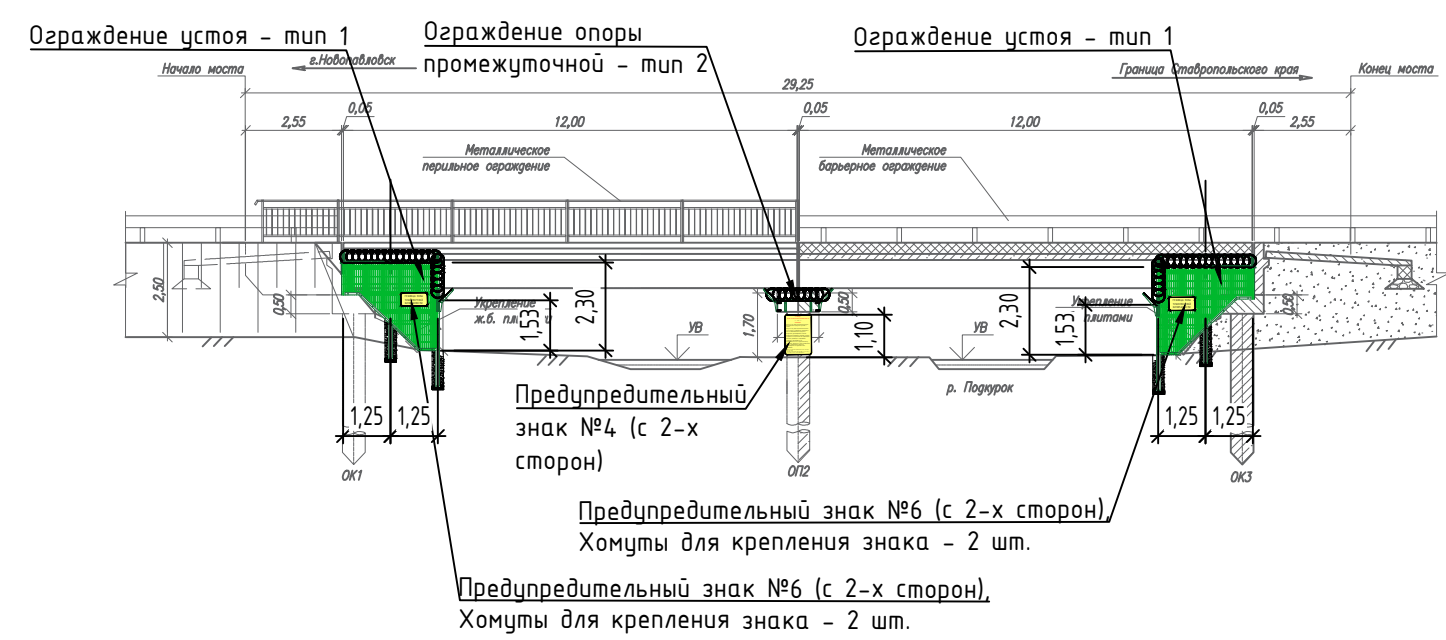 Ограждение устоя – тип 1
Ограждение опоры
промежуточной – тип 2
Ограждение устоя – тип 1
Начало моста
г.Новопавловск
Граница Ставропольского края
Конец моста
29,25
2,55
0,05
12,00
0,05
12,00
0,05
2,55
Металлическое
перильное ограждение
Металлическое
барьерное ограждение
2,50
0,50
Укрепление
ж.б.
1,53
2,30
УВ
1,70
0,50
1,10
УВ
р. Подкурок
2,30
1,53
Укрепление
плитами
0,50
Предупредительный
знак №4 (с 2-х
сторон)
1,25
1,25
1,25
1,25
ОК1
ОП2
ОК3
Предупредительный знак №6 (с 2-х сторон),
Хомуты для крепления знака – 2 шт.
Предупредительный знак №6 (с 2-х сторон),
Хомуты для крепления знака – 2 шт.